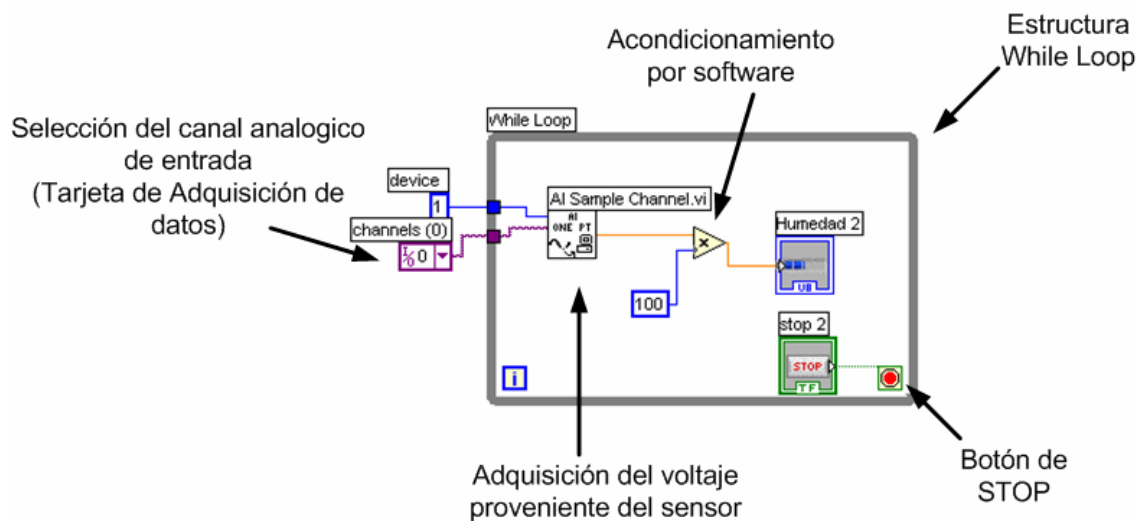 Estructura
While Loop
Acondicionamiento
por software
Selección del canal analogico
de entrada
(Tarjeta de Adquisición de
datos)
While Loop
device
1
channels (0)
I/O 0
AI Sample Channel.vi
AI
ONE PT
100
Humedad 2
U8
stop 2
STOP
TF
i
Adquisición del voltaje
proveniente del sensor
Botón de
STOP